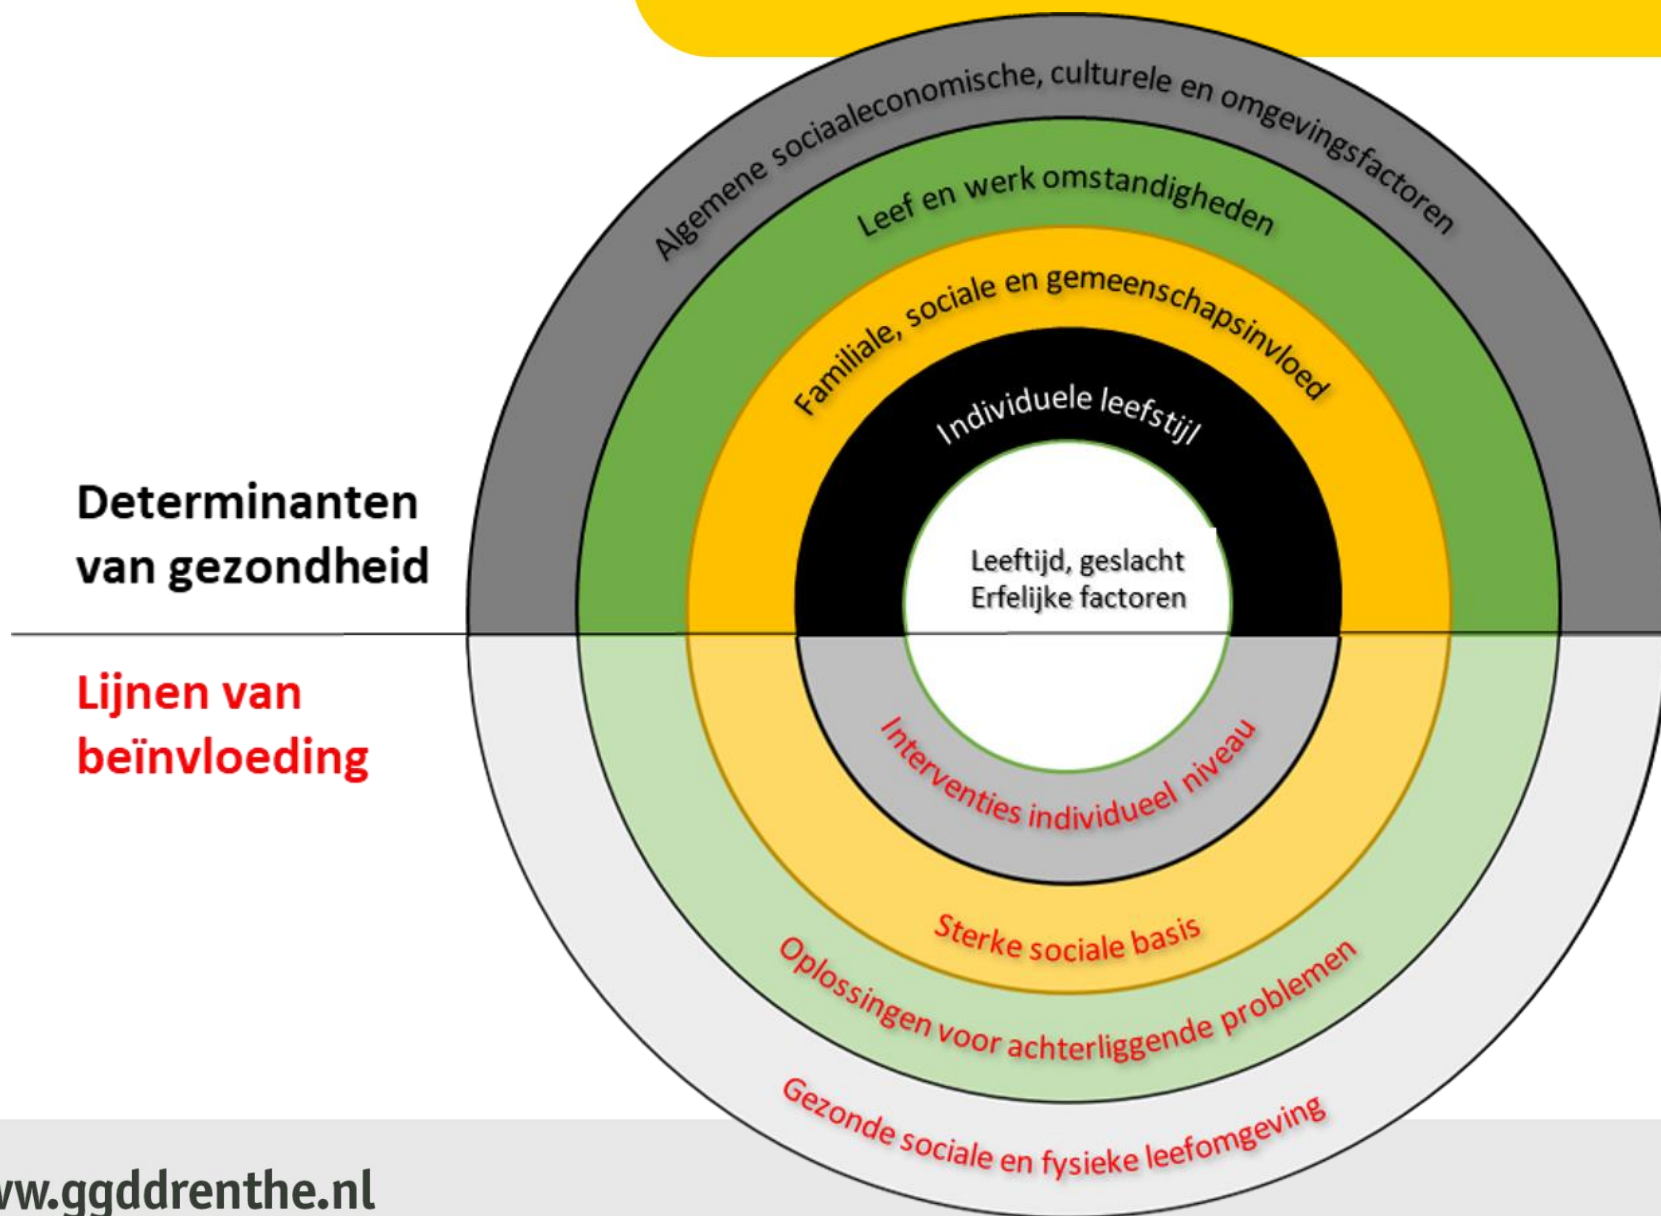 Algemene sociaaleconomische, culturele en omgevingsfactoren
Leef en werk omstandigheden
Familiale, sociale en gemeenschapsinvloed
Individuele leefstijl
Determinanten
van gezondheid
Leeftijd, geslacht
Erfelijke factoren
Lijnen van
beïnvloeding
Interventies individueel niveau
Sterke sociale basis
Oplossingen voor achterliggende problemen
Gezonde sociale en fysieke leefomgeving
ww.ggddrenthe.nl